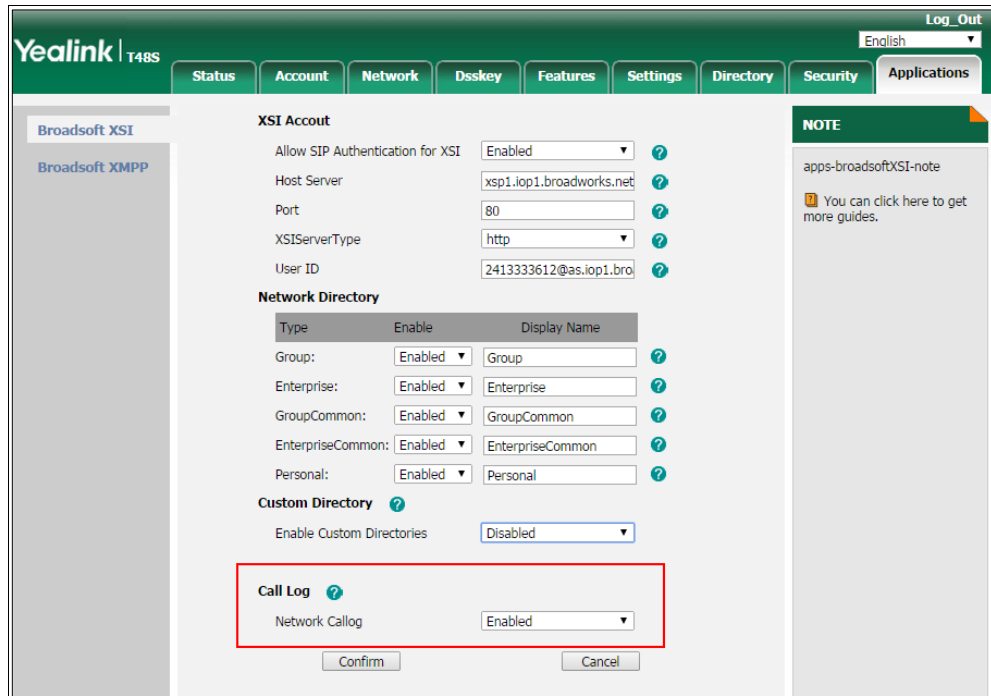 Log_Out
Yealink T48S
English
Status Account Network Dsskey Features Settings Directory Security Applications
Broadsoft XSI
Broadsoft XMPP
XSI Accout
Allow SIP Authentication for XSI Enabled
Host Server xsp1.iop1.broadworks.net
Port 80
XSIServerType http
User ID 2413333612@as.iop1.bro
Network Directory
Type Enable Display Name
Group: Enabled Group
Enterprise: Enabled Enterprise
GroupCommon: Enabled GroupCommon
EnterpriseCommon: Enabled EnterpriseCommon
Personal: Enabled Personal
Custom Directory
Enable Custom Directories Disabled
Call Log
Network Callog Enabled
Confirm Cancel
NOTE
apps-broadsoftXSI-note
You can click here to get
more guides.